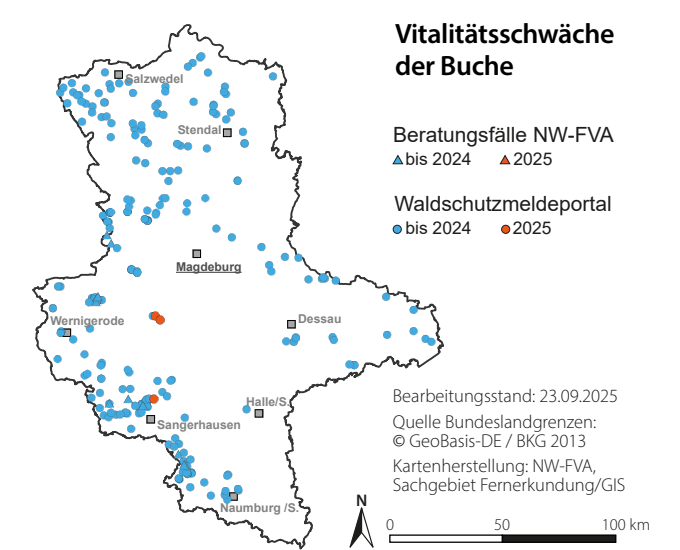 Vitalitätsschwäche
der Buche
Beratungsfälle NW-FVA
bis 2024 2025
Waldschutzmeldeportal
bis 2024 2025
Salzwedel
Stendal
Magdeburg
Wernigerode
Dessau
Halle/S.
Sangerhausen
Naumburg /S.
Bearbeitungsstand: 23.09.2025
Quelle Bundeslandgrenzen:
© GeoBasis-DE / BKG 2013
Kartenherstellung: NW-FVA,
Sachgebiet Fernerkundung/GIS
N
0 50 100 km